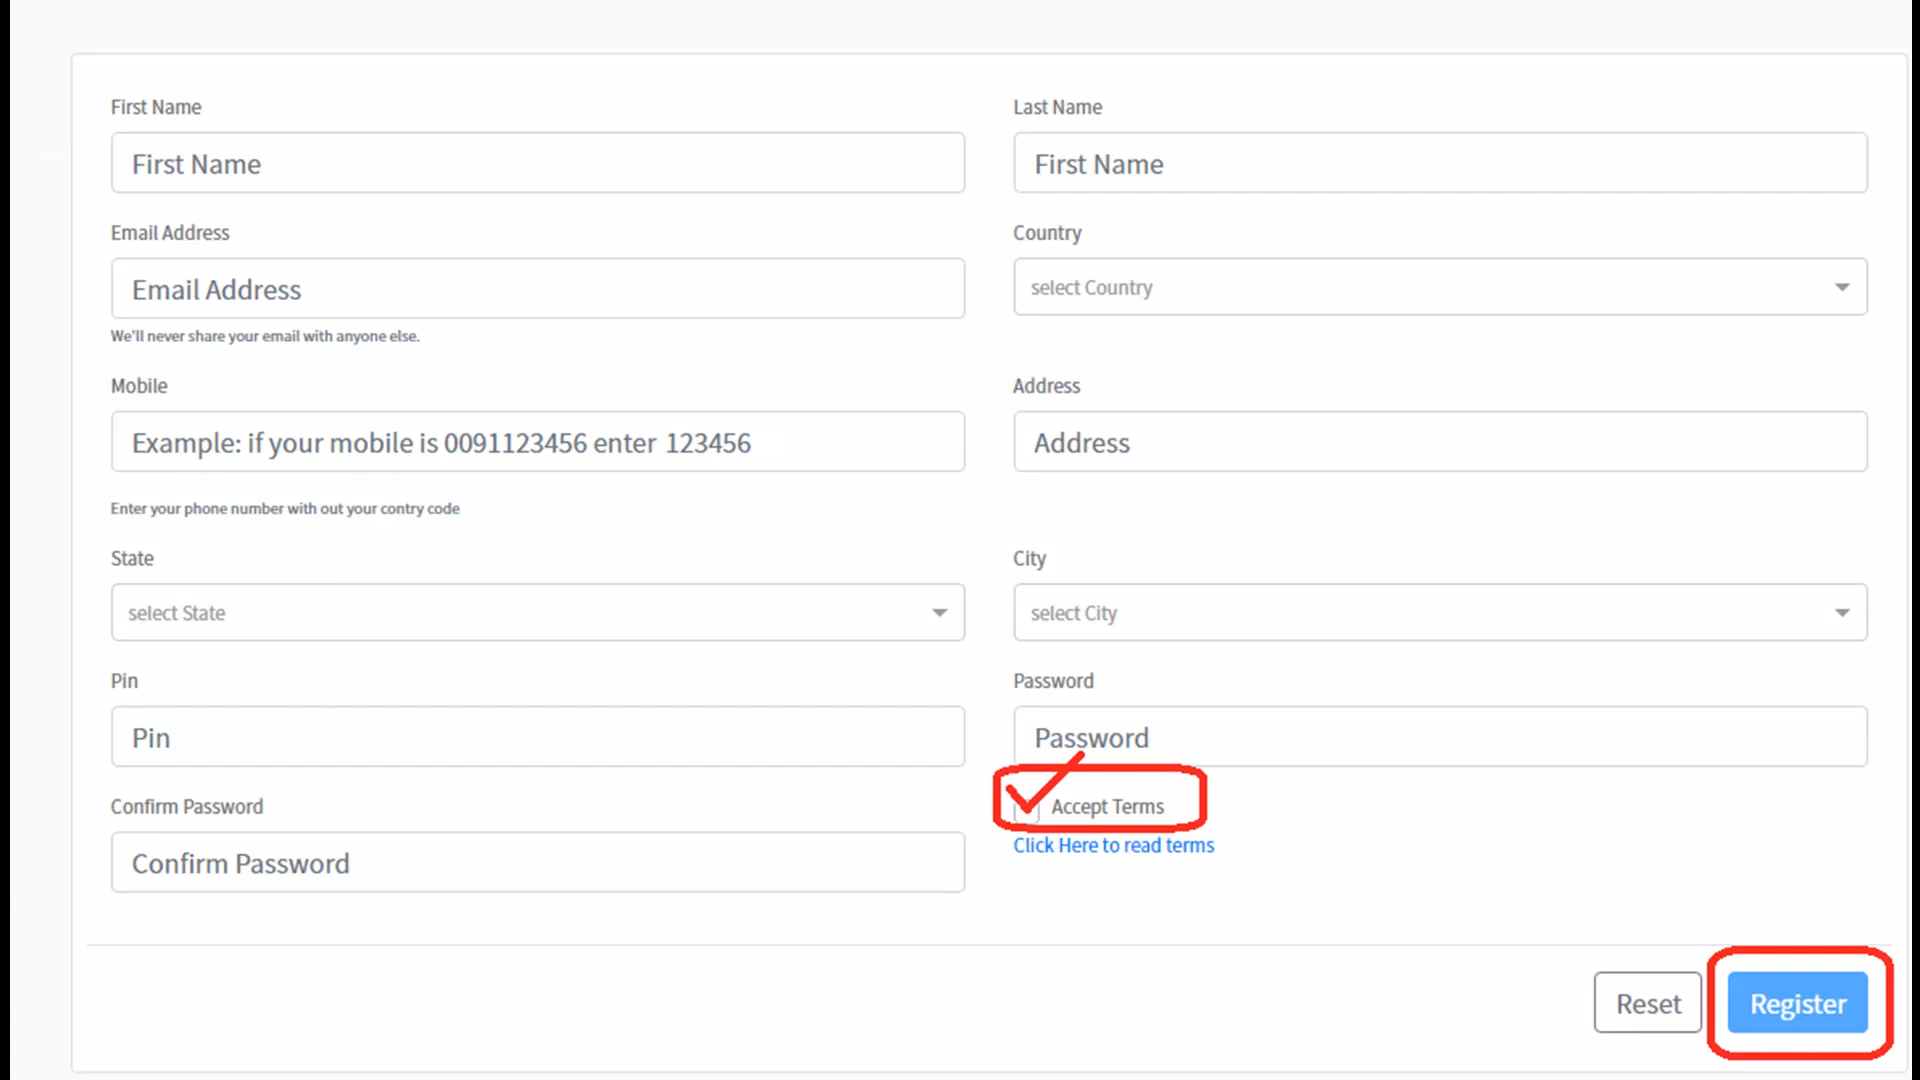 First Name
Last Name
First Name
First Name
Email Address
Country
Email Address
select Country
We'll never share your email with anyone else.
Mobile
Address
Example: if your mobile is 0091123456 enter 123456
Address
Enter your phone number with out your contry code
State
City
select State
select City
Pin
Password
Pin
Password
Confirm Password
Accept Terms
Click Here to read terms
Confirm Password
Reset
Register